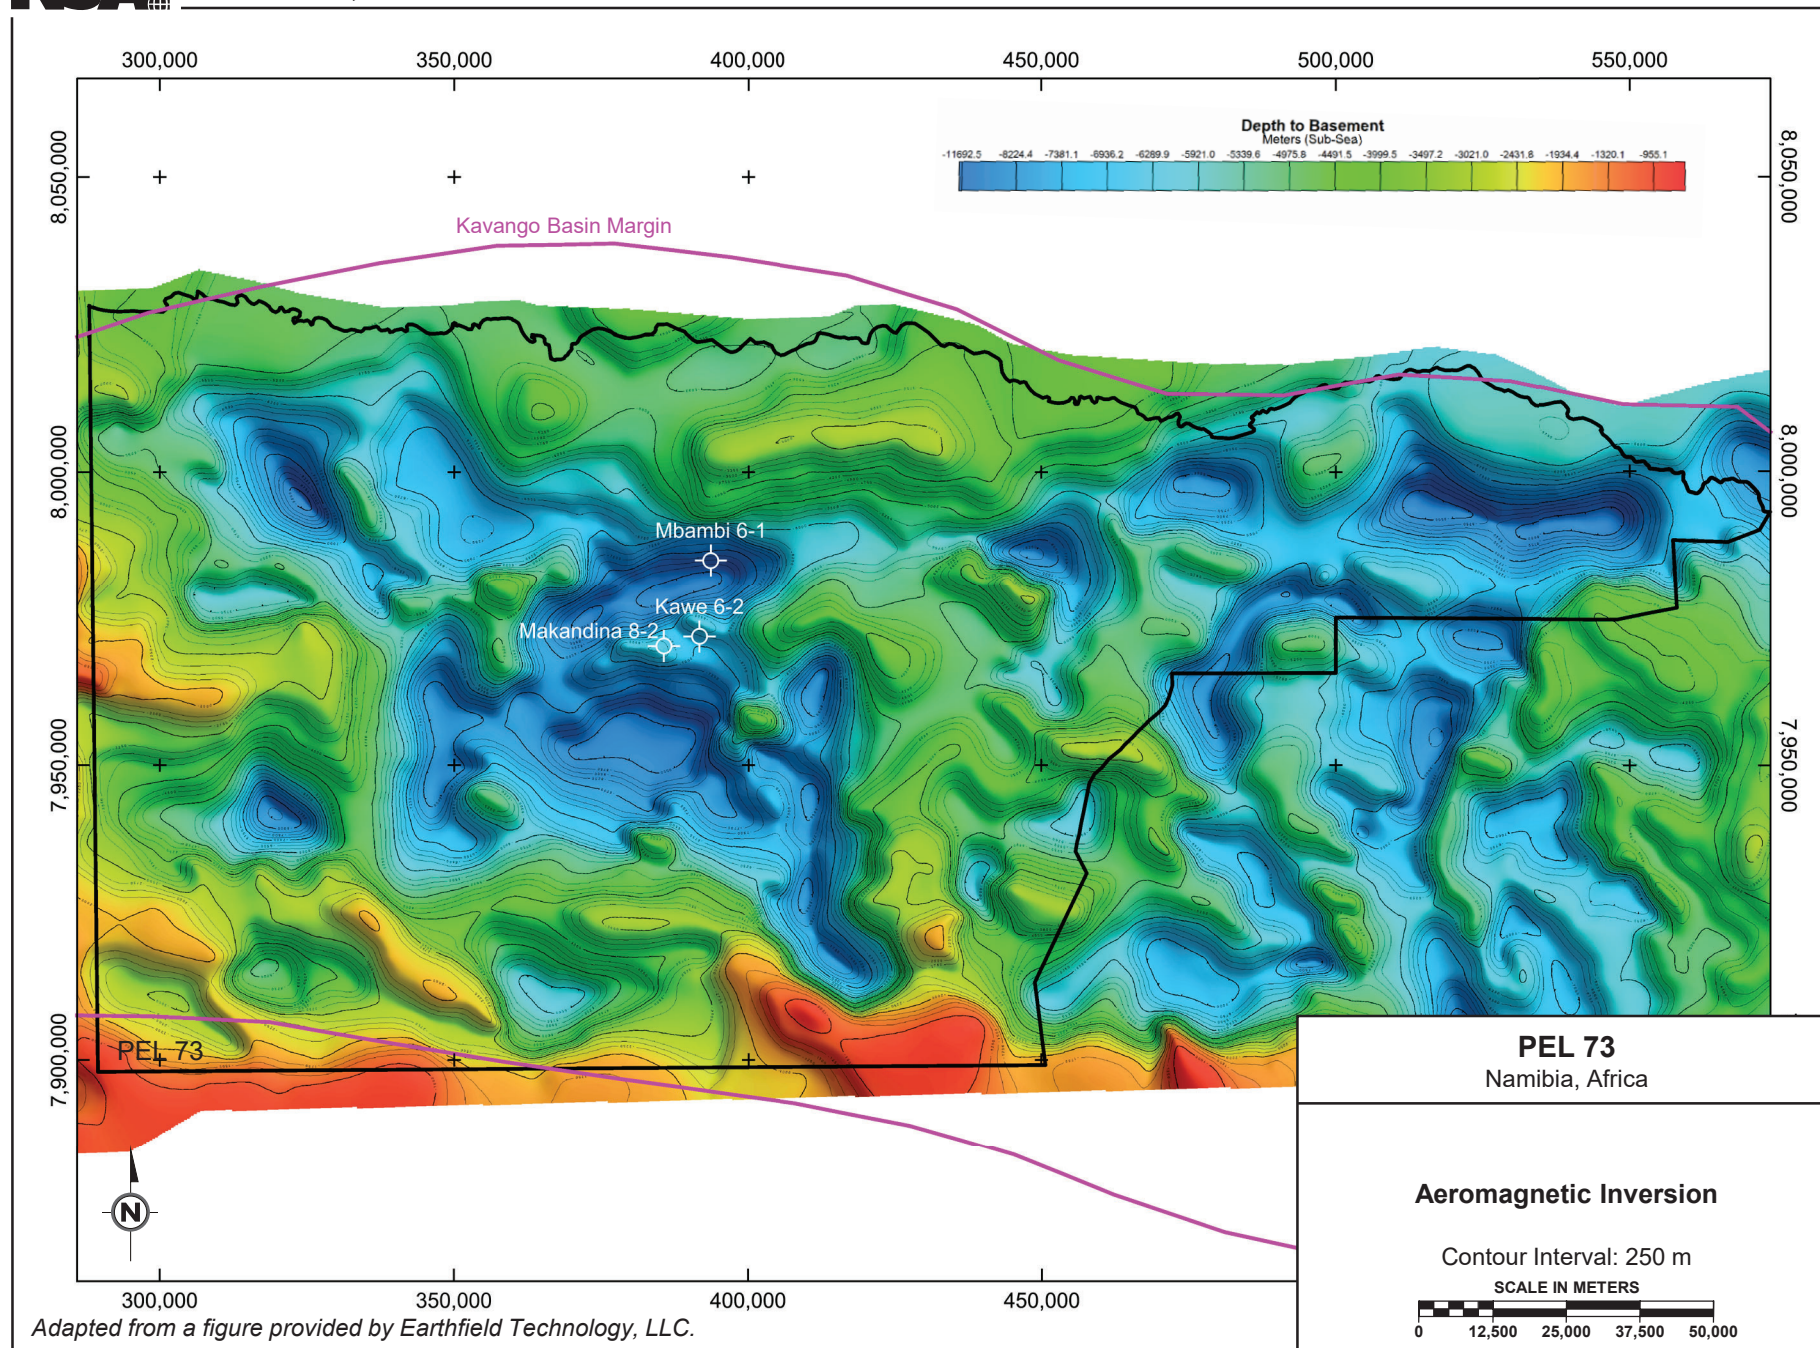 300,000 350,000 400,000 450,000 500,000 550,000
8,050,000
8,050,000
Depth to Basement
Meters (Sub-Sea)
-11692.5 -8224.4 -7381.1 -6936.2 -6289.9 -5921.0 -5339.6 -4975.8 -4491.5 -3999.5 -3497.2 -3021.0 -2431.8 -1934.4 -1320.1 -955.1
Kavango Basin Margin
8,000,000
8,000,000
Mbambi 6-1
Kawe 6-2
Makandina 8-2
7,950,000
7,950,000
7,900,000
PEL 73
PEL 73
Namibia, Africa
Aeromagnetic Inversion
Contour Interval: 250 m
SCALE IN METERS
0 12,500 25,000 37,500 50,000
N
300,000 350,000 400,000 450,000
Adapted from a figure provided by Earthfield Technology, LLC.